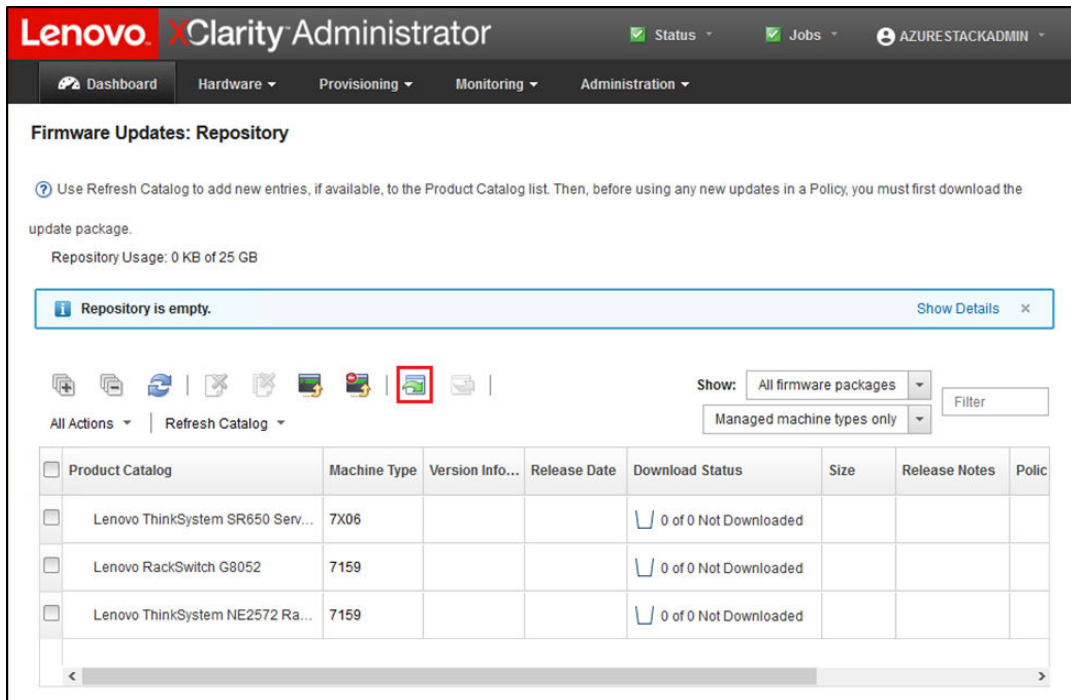 Lenovo. XClarity Administrator Status Jobs AZURESTACKADMIN
Dashboard Hardware Provisioning Monitoring Administration
Firmware Updates: Repository
? Use Refresh Catalog to add new entries, if available, to the Product Catalog list. Then, before using any new updates in a Policy, you must first download the
update package.
Repository Usage: 0 KB of 25 GB
i Repository is empty. Show Details ×
Show: All firmware packages
Filter
All Actions | Refresh Catalog Managed machine types only
Product Catalog Machine Type Version Info... Release Date Download Status Size Release Notes Polic
Lenovo ThinkSystem SR650 Serv... 7X06 0 of 0 Not Downloaded
Lenovo RackSwitch G8052 7159 0 of 0 Not Downloaded
Lenovo ThinkSystem NE2572 Ra... 7159 0 of 0 Not Downloaded